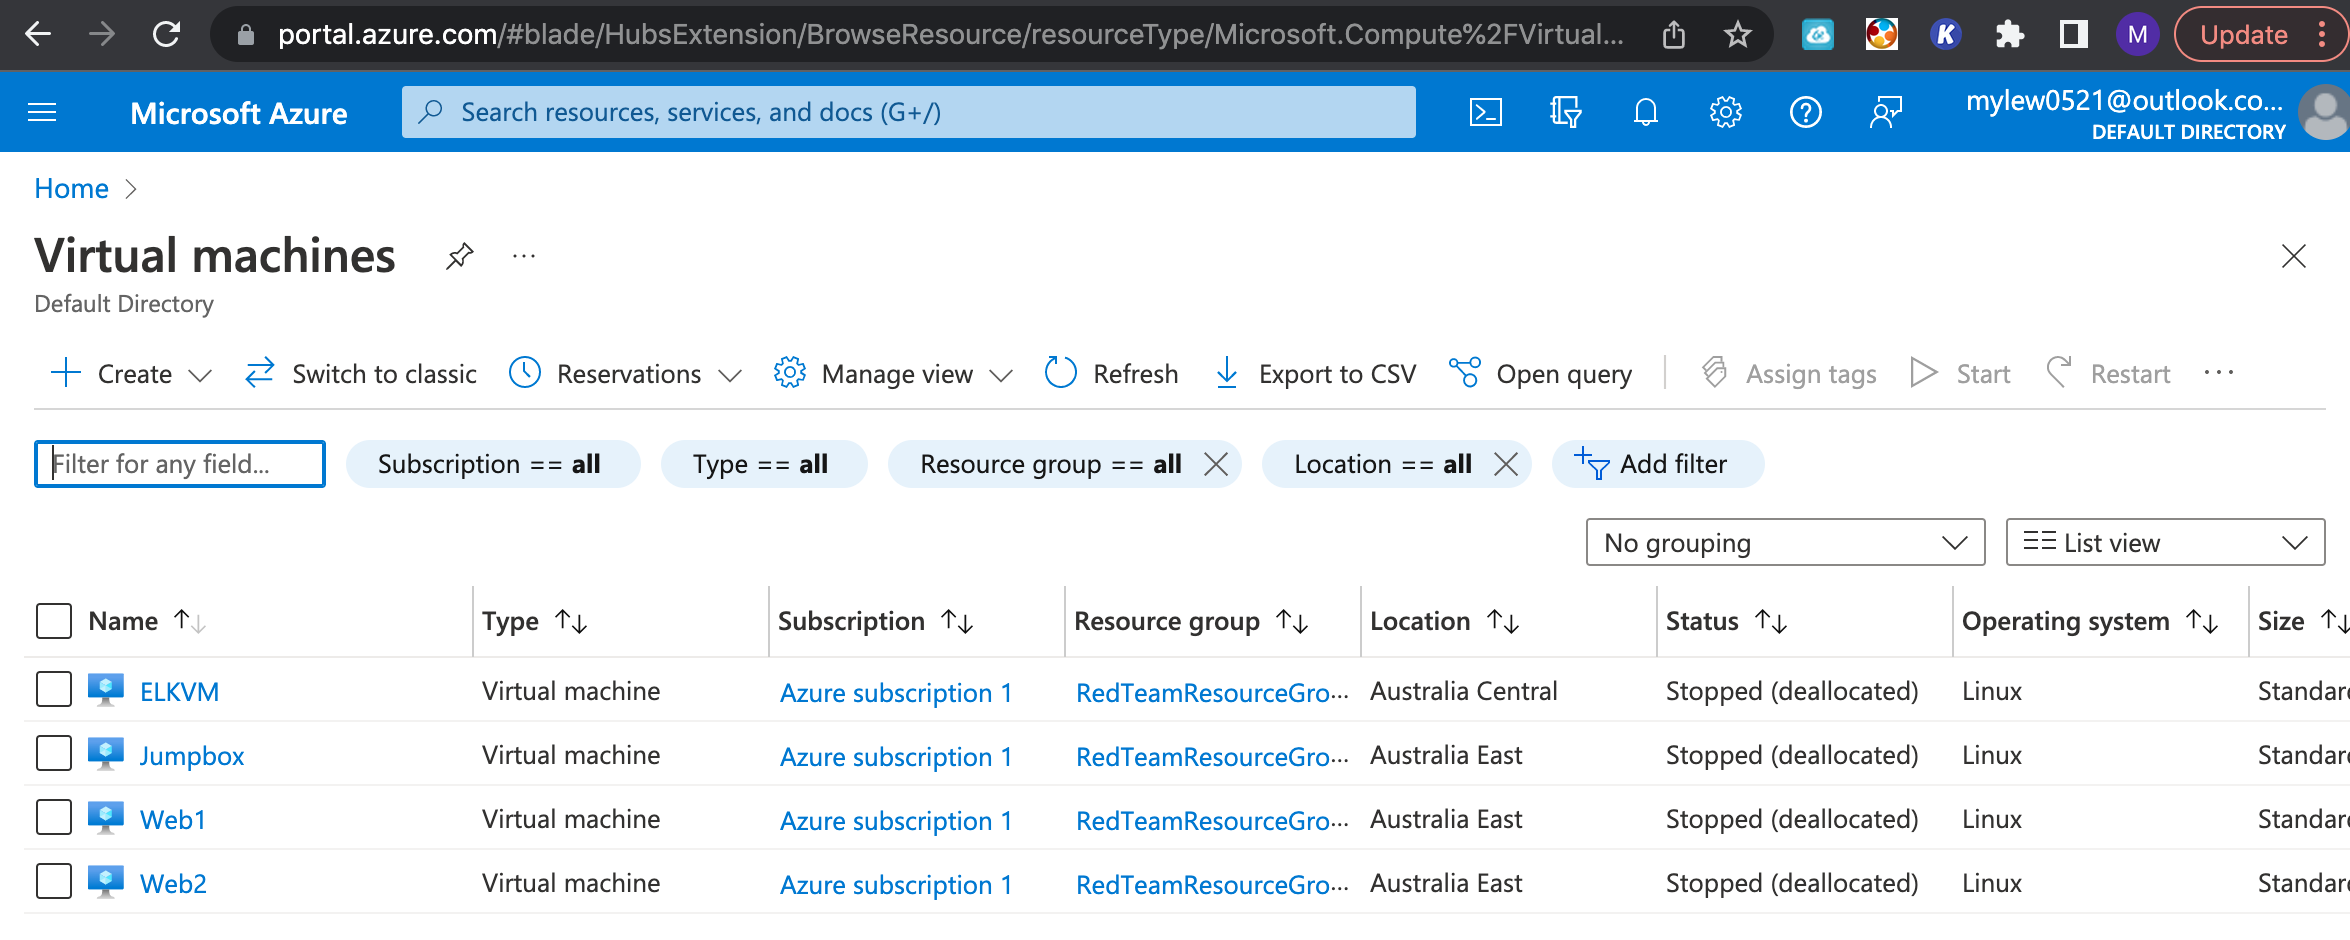 portal.azure.com/#blade/HubsExtension/BrowseResource/resourceType/Microsoft.Compute%2FVirtual...
K
M
Update
Microsoft Azure
Search resources, services, and docs (G+/)
mylew0521@outlook.co...
DEFAULT DIRECTORY
Home
Virtual machines
...
Default Directory
Create
Switch to classic
Reservations
Manage view
Refresh
Export to CSV
Open query
Assign tags
Start
Restart
...
Filter for any field...
Subscription == all
Type == all
Resource group == all
Location == all
Add filter
No grouping
List view
Name Type Subscription Resource group Location Status Operating system Size
ELKVM Virtual machine Azure subscription 1 RedTeamResourceGro... Australia Central Stopped (deallocated) Linux Standar
Jumpbox Virtual machine Azure subscription 1 RedTeamResourceGro... Australia East Stopped (deallocated) Linux Standar
Web1 Virtual machine Azure subscription 1 RedTeamResourceGro... Australia East Stopped (deallocated) Linux Standar
Web2 Virtual machine Azure subscription 1 RedTeamResourceGro... Australia East Stopped (deallocated) Linux Standar